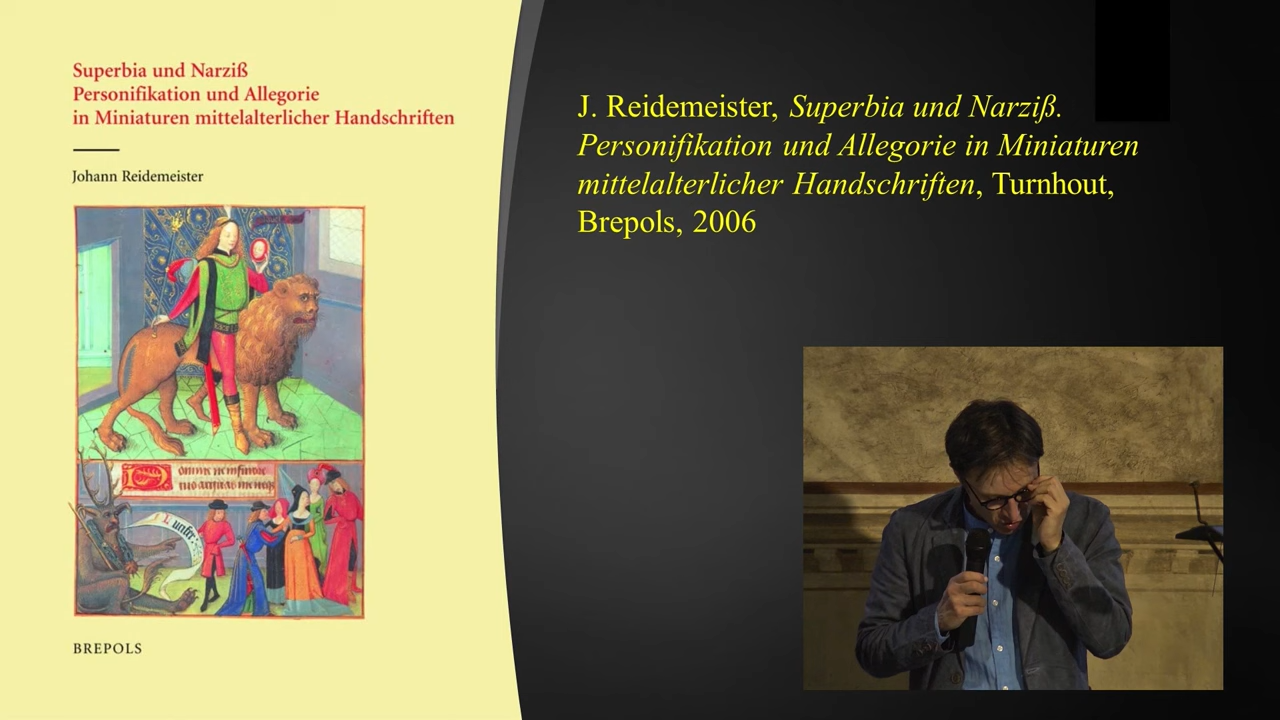 Superbia und Narziß
Personifikation und Allegorie
in Miniaturen mittelalterlicher Handschriften
Johann Reidemeister
BREPOLS
J. Reidemeister, Superbia und Narziß.
Personifikation und Allegorie in Miniaturen
mittelalterlicher Handschriften, Turnhout,
Brepols, 2006